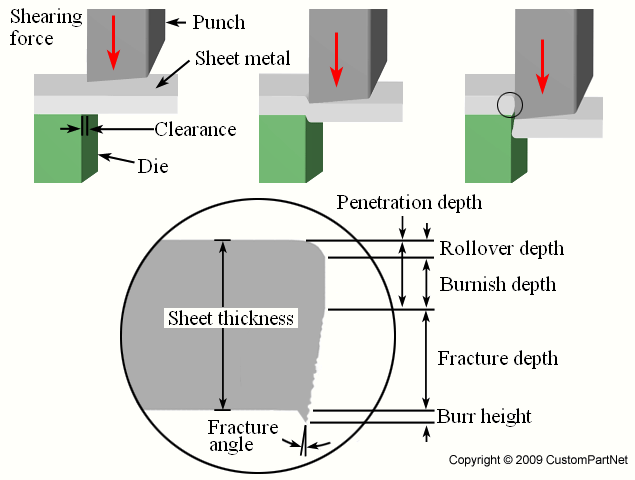 Shearing
force
Punch
Sheet metal
Clearance
Die
Penetration depth
Rollover depth
Burnish depth
Sheet thickness
Fracture depth
Burr height
Fracture
angle
Copyright © 2009 CustomPartNet